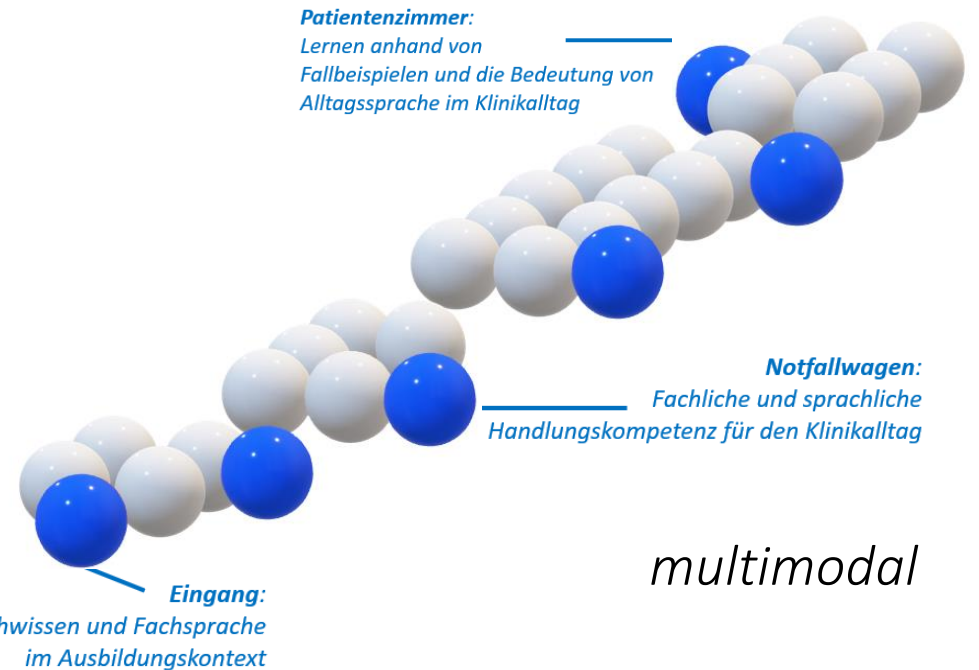 Patientenzimmer:
Lernen anhand von
Fallbeispielen und die Bedeutung von
Alltagssprache im Klinikalltag
Notfallwagen:
Fachliche und sprachliche
Handlungskompetenz für den Klinikalltag
multimodal
Eingang:
hwissen und Fachsprache
im Ausbildungskontext